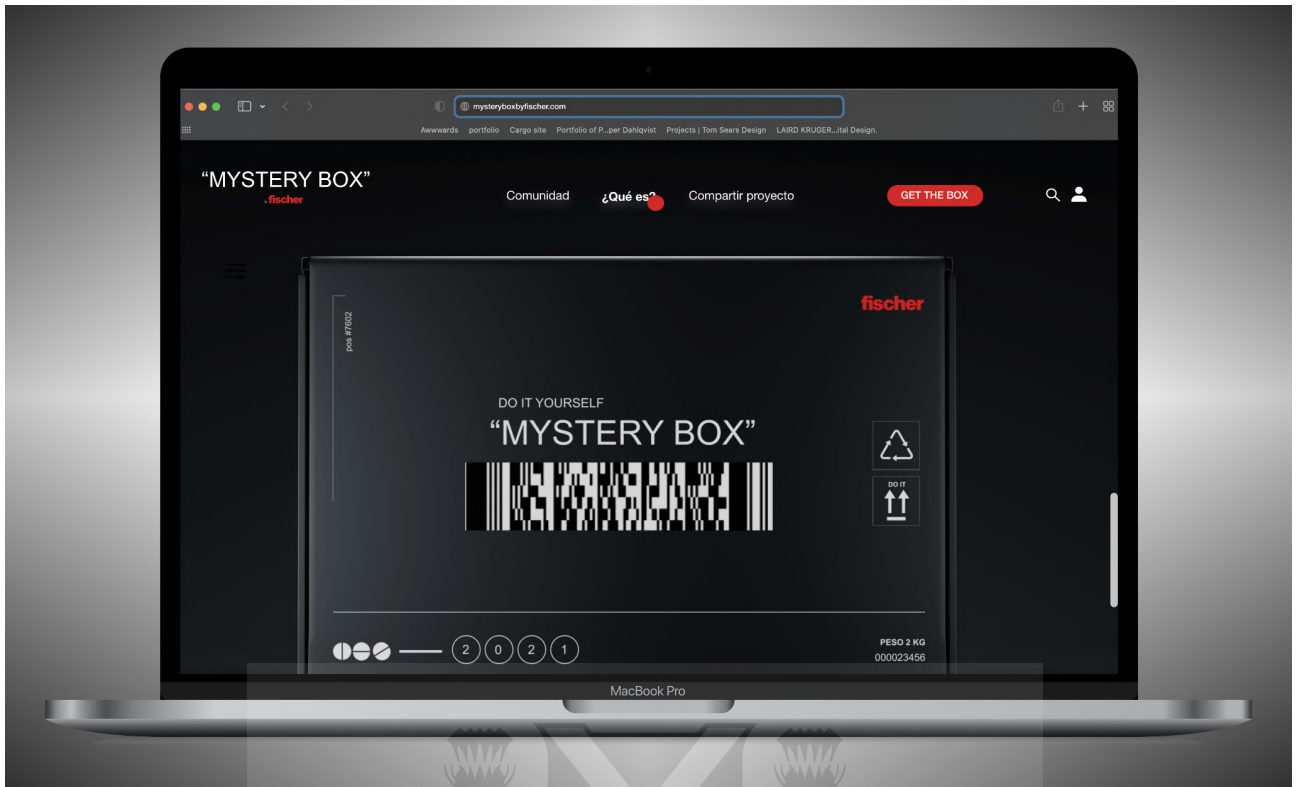 mysteryboxbyfischer.com
Awwwards portfolio Cargo site Portfolio of P...per Dahlqvist Projects | Tom Sears Design LAIRD KRUGER...ital Design.
“MYSTERY BOX”
fischer
Comunidad ¿Qué es? Compartir proyecto GET THE BOX
pos #7602
fischer
DO IT YOURSELF
“MYSTERY BOX”
DO IT
2 0 2 1
PESO 2 KG
000023456
MacBook Pro